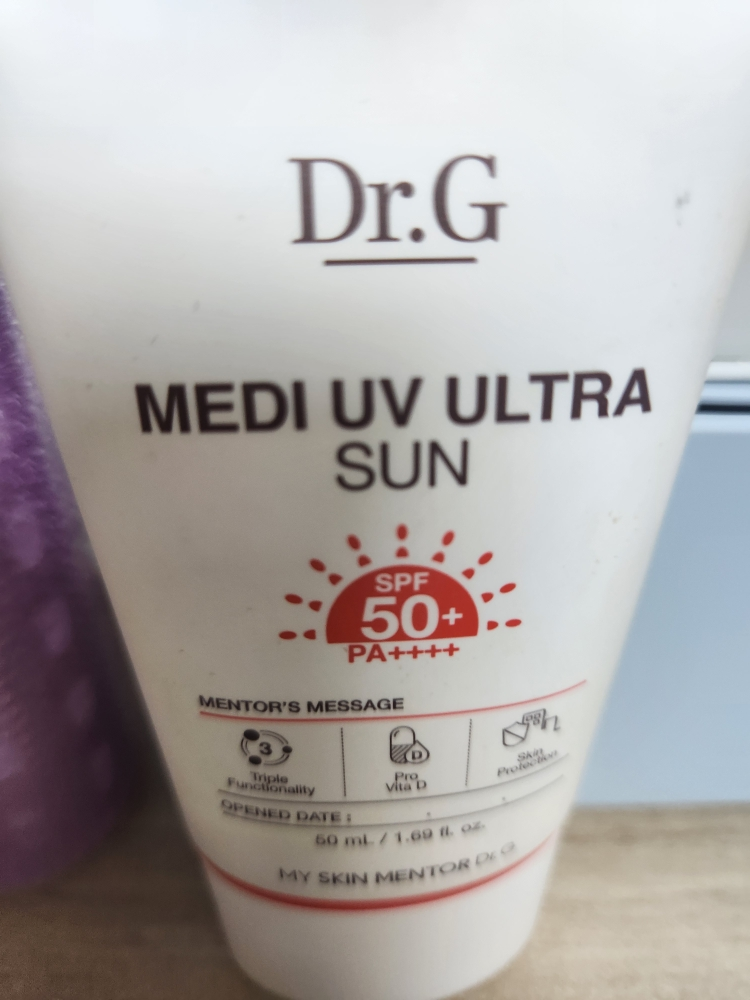 Dr.G
MEDI UV ULTRA
SUN
SPF
50+
PA++++
MENTOR'S MESSAGE
3
Triple
Functionality
D
Pro
Vita D
Skin
Protection
OPENED DATE : . .
50 mL / 1.69 fl. oz.
MY SKIN MENTOR Dr. G